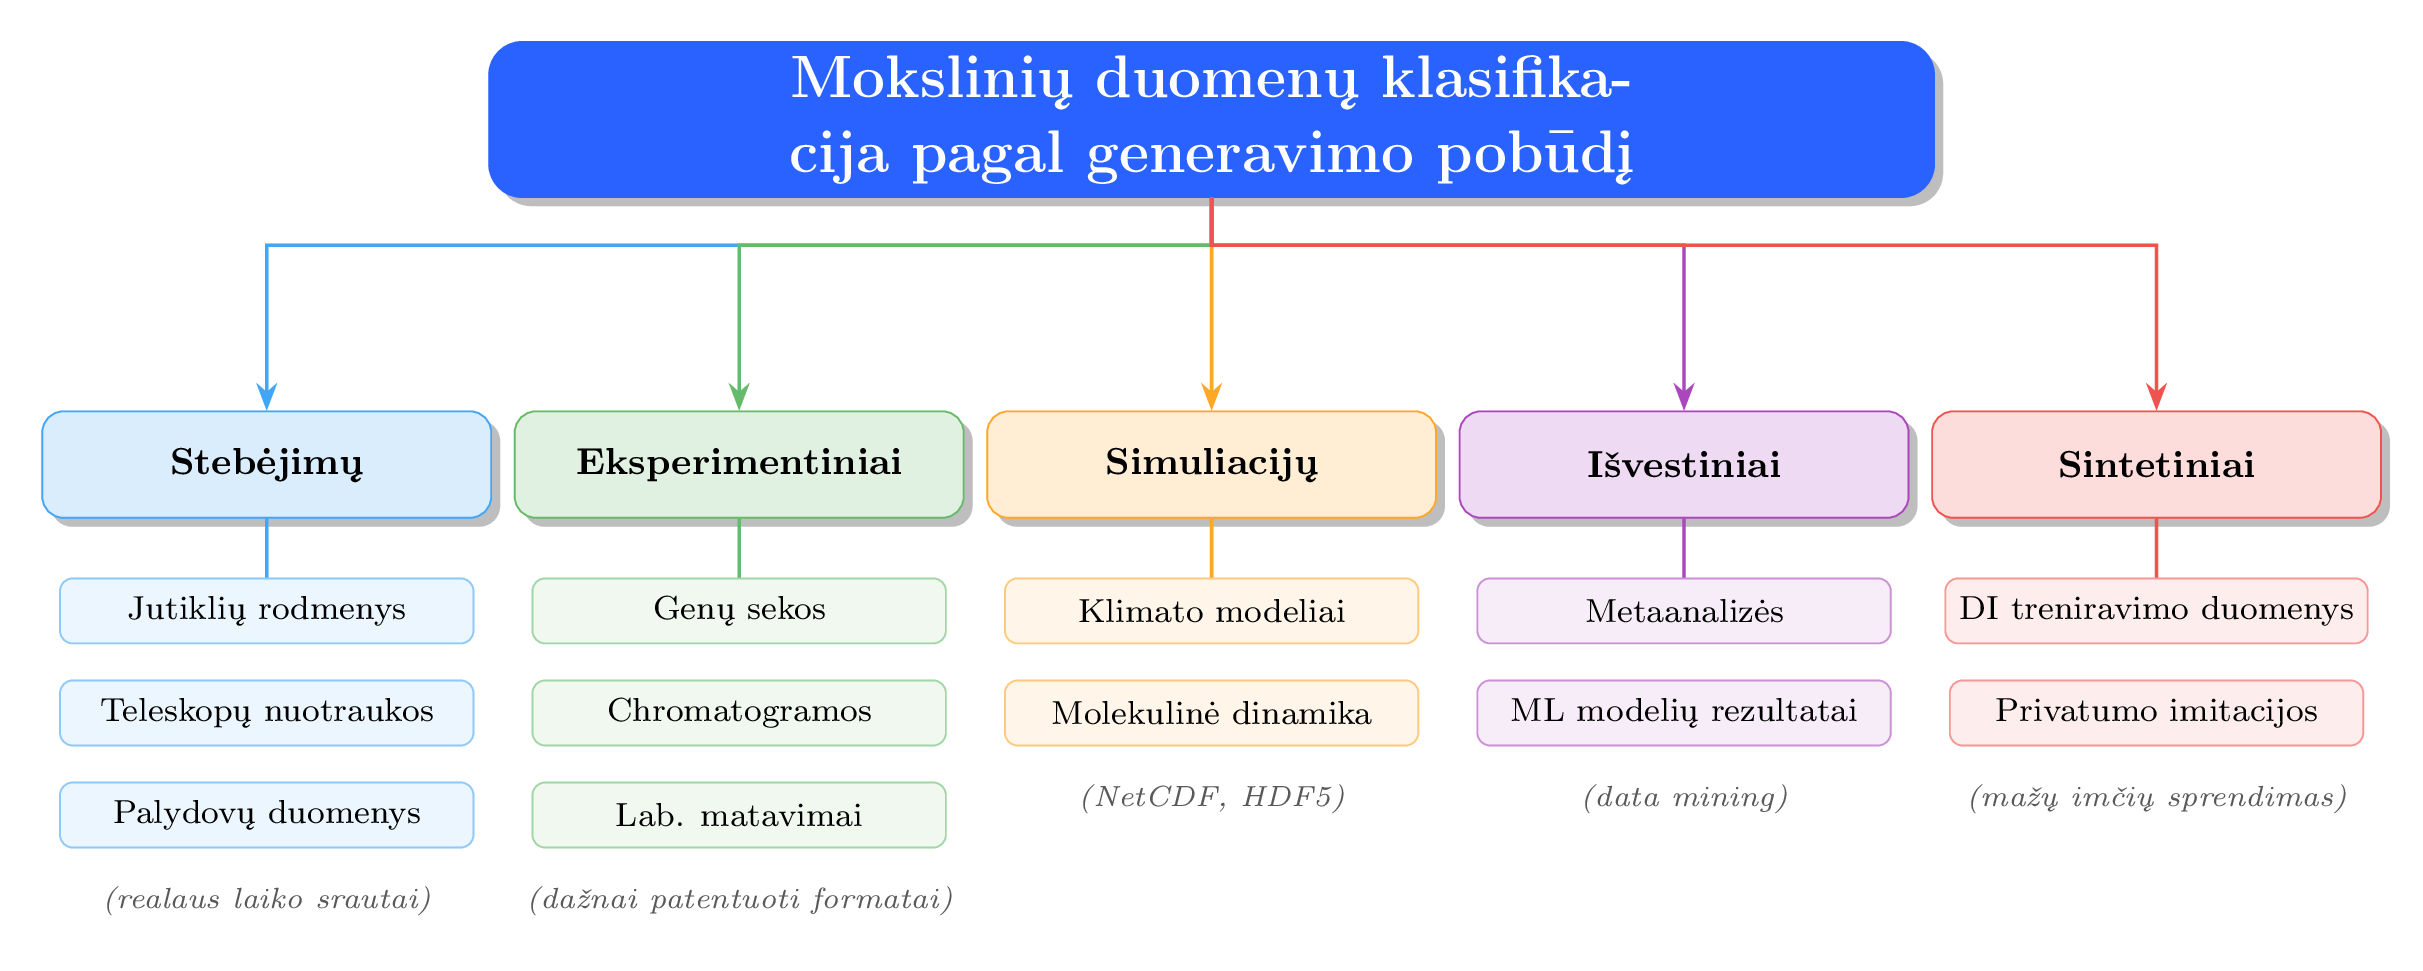 Mokslinių duomenų klasifika-
cija pagal generavimo pobūdį
Stebėjimų
Eksperimentiniai
Simuliacijų
Išvestiniai
Sintetiniai
Jutiklių rodmenys
Genų sekos
Klimato modeliai
Metaanalizės
DI treniravimo duomenys
Teleskopų nuotraukos
Chromatogramos
Molekulinė dinamika
ML modelių rezultatai
Privatumo imitacijos
Palydovų duomenys
Lab. matavimai
(NetCDF, HDF5)
(data mining)
(mažų imčių sprendimas)
(realaus laiko srautai)
(dažnai patentuoti formatai)